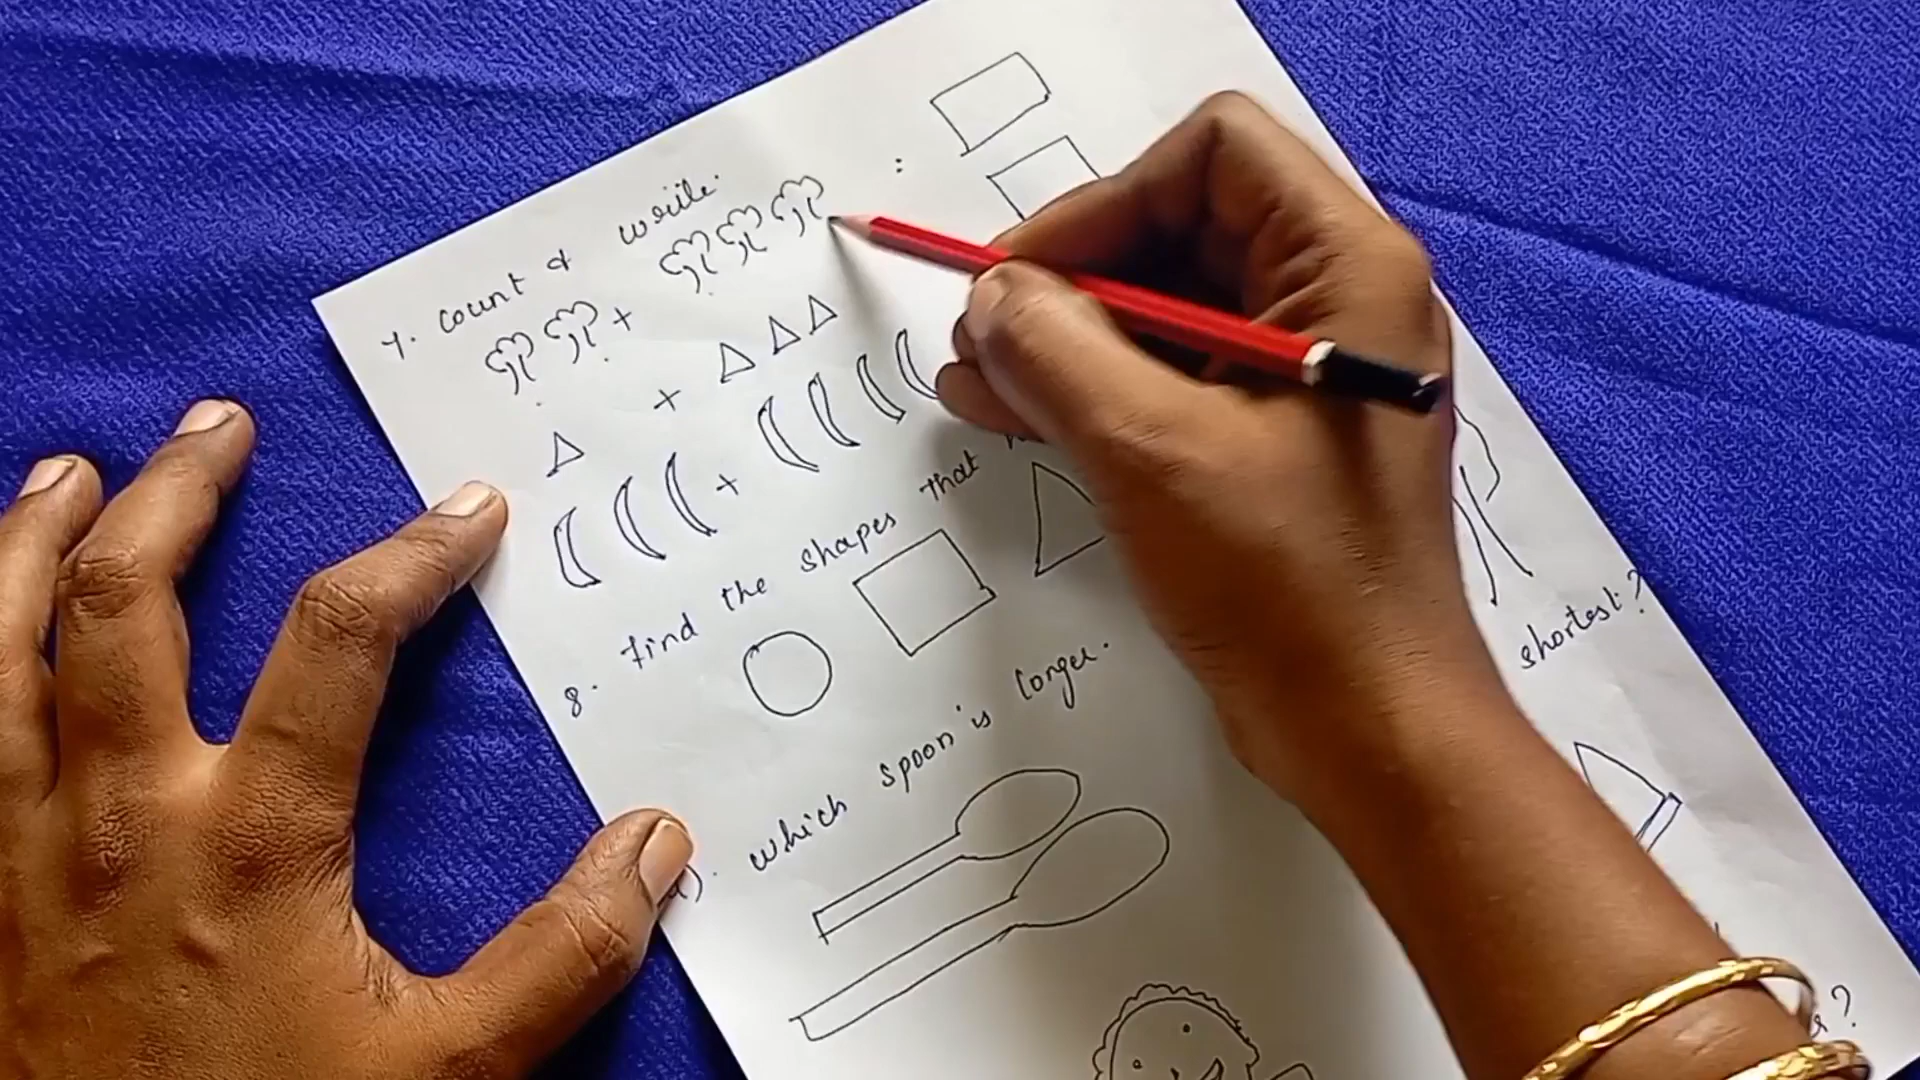 7. Count & write.
+
:
+
+
8. find the shapes that
which spoon is longer.
shortest?
?